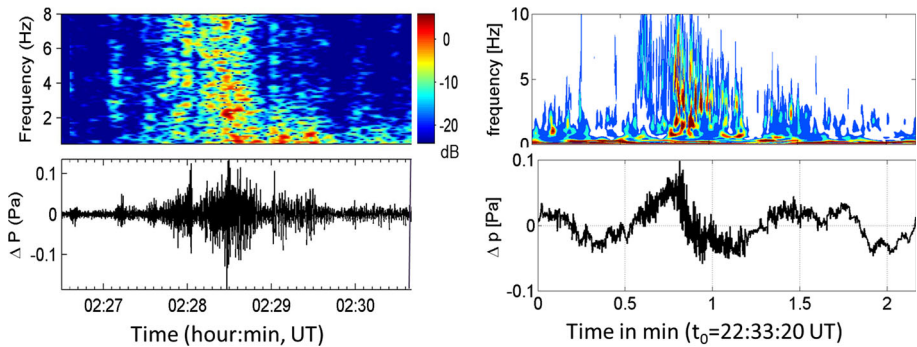 8
6
4
2
Frequency (Hz)
0
-10
-20
dB
0.1
0
-0.1
Δ P (Pa)
02:27 02:28 02:29 02:30
Time (hour:min, UT)
10
5
0
frequency [Hz]
0.1
0
-0.1
Δ p [Pa]
0 0.5 1 1.5 2
Time in min (t₀=22:33:20 UT)